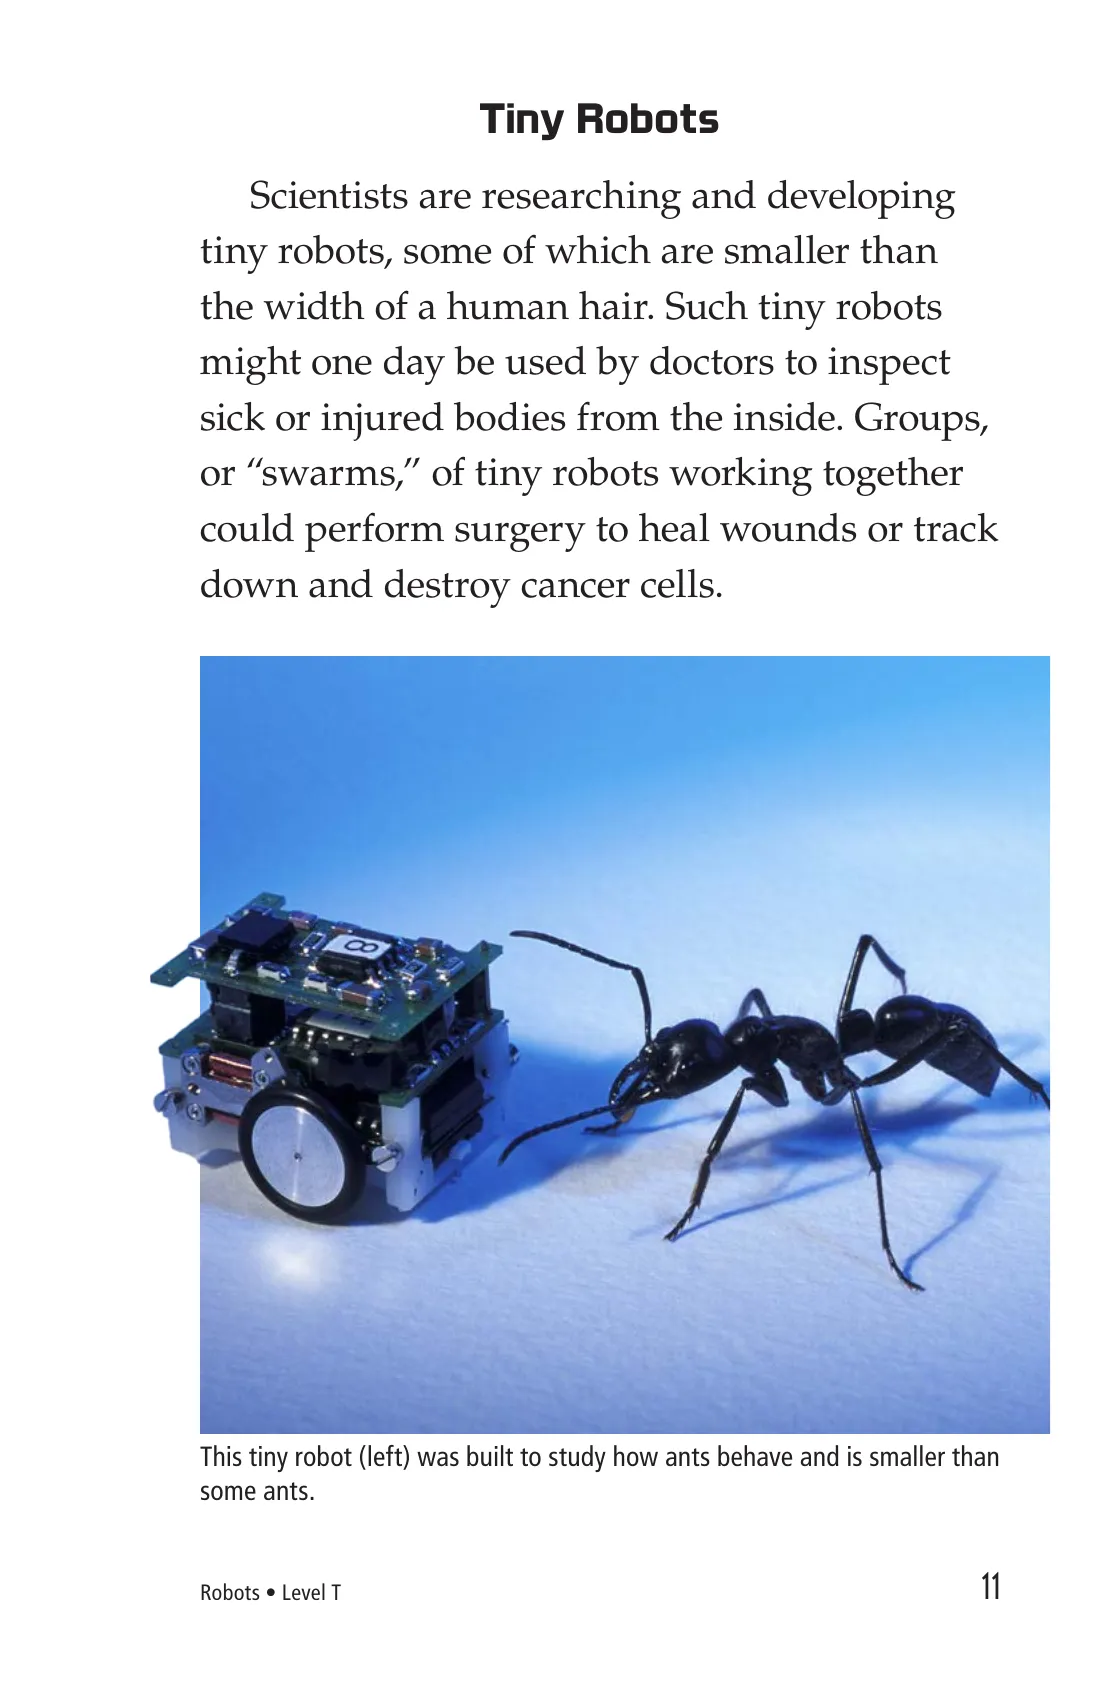 Tiny Robots
Scientists are researching and developing
tiny robots, some of which are smaller than
the width of a human hair. Such tiny robots
might one day be used by doctors to inspect
sick or injured bodies from the inside. Groups,
or “swarms,” of tiny robots working together
could perform surgery to heal wounds or track
down and destroy cancer cells.
8
This tiny robot (left) was built to study how ants behave and is smaller than
some ants.
Robots • Level T
11